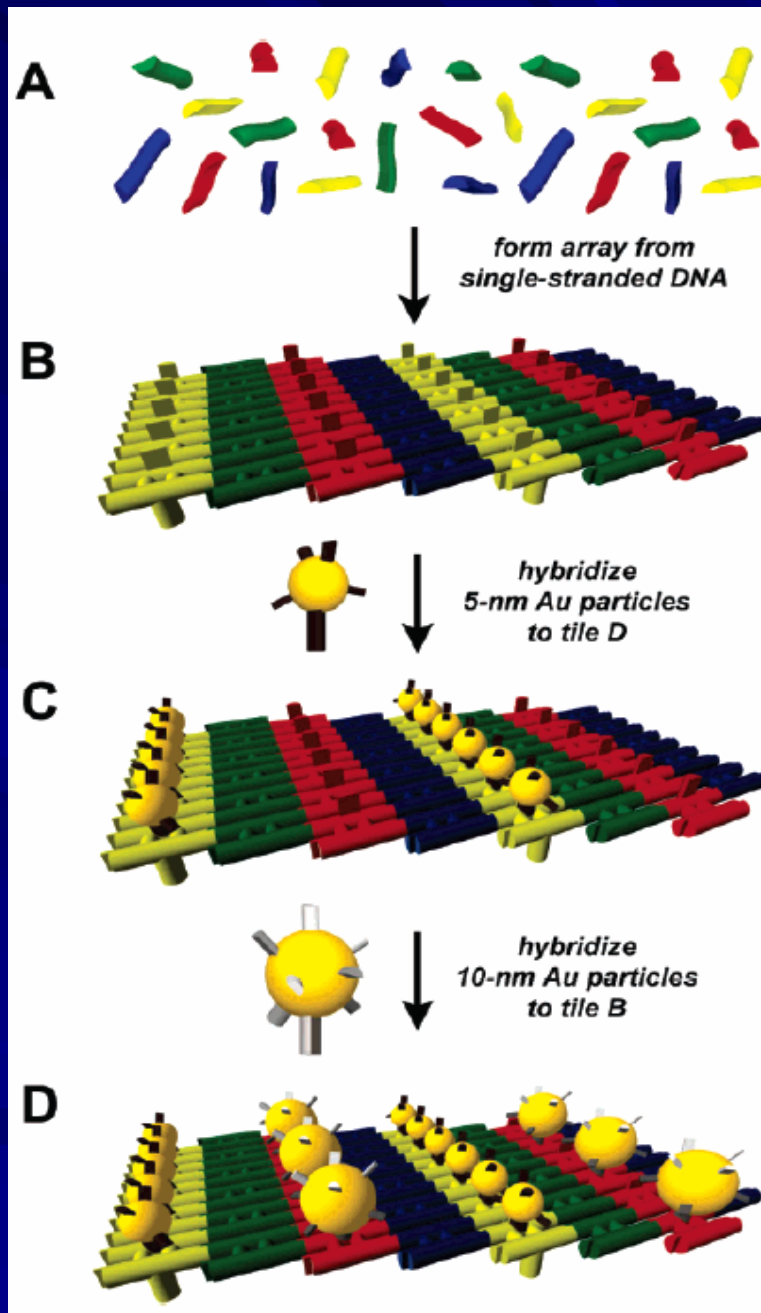 A
form array from
single-stranded DNA
B
hybridize
5-nm Au particles
to tile D
C
hybridize
10-nm Au particles
to tile B
D